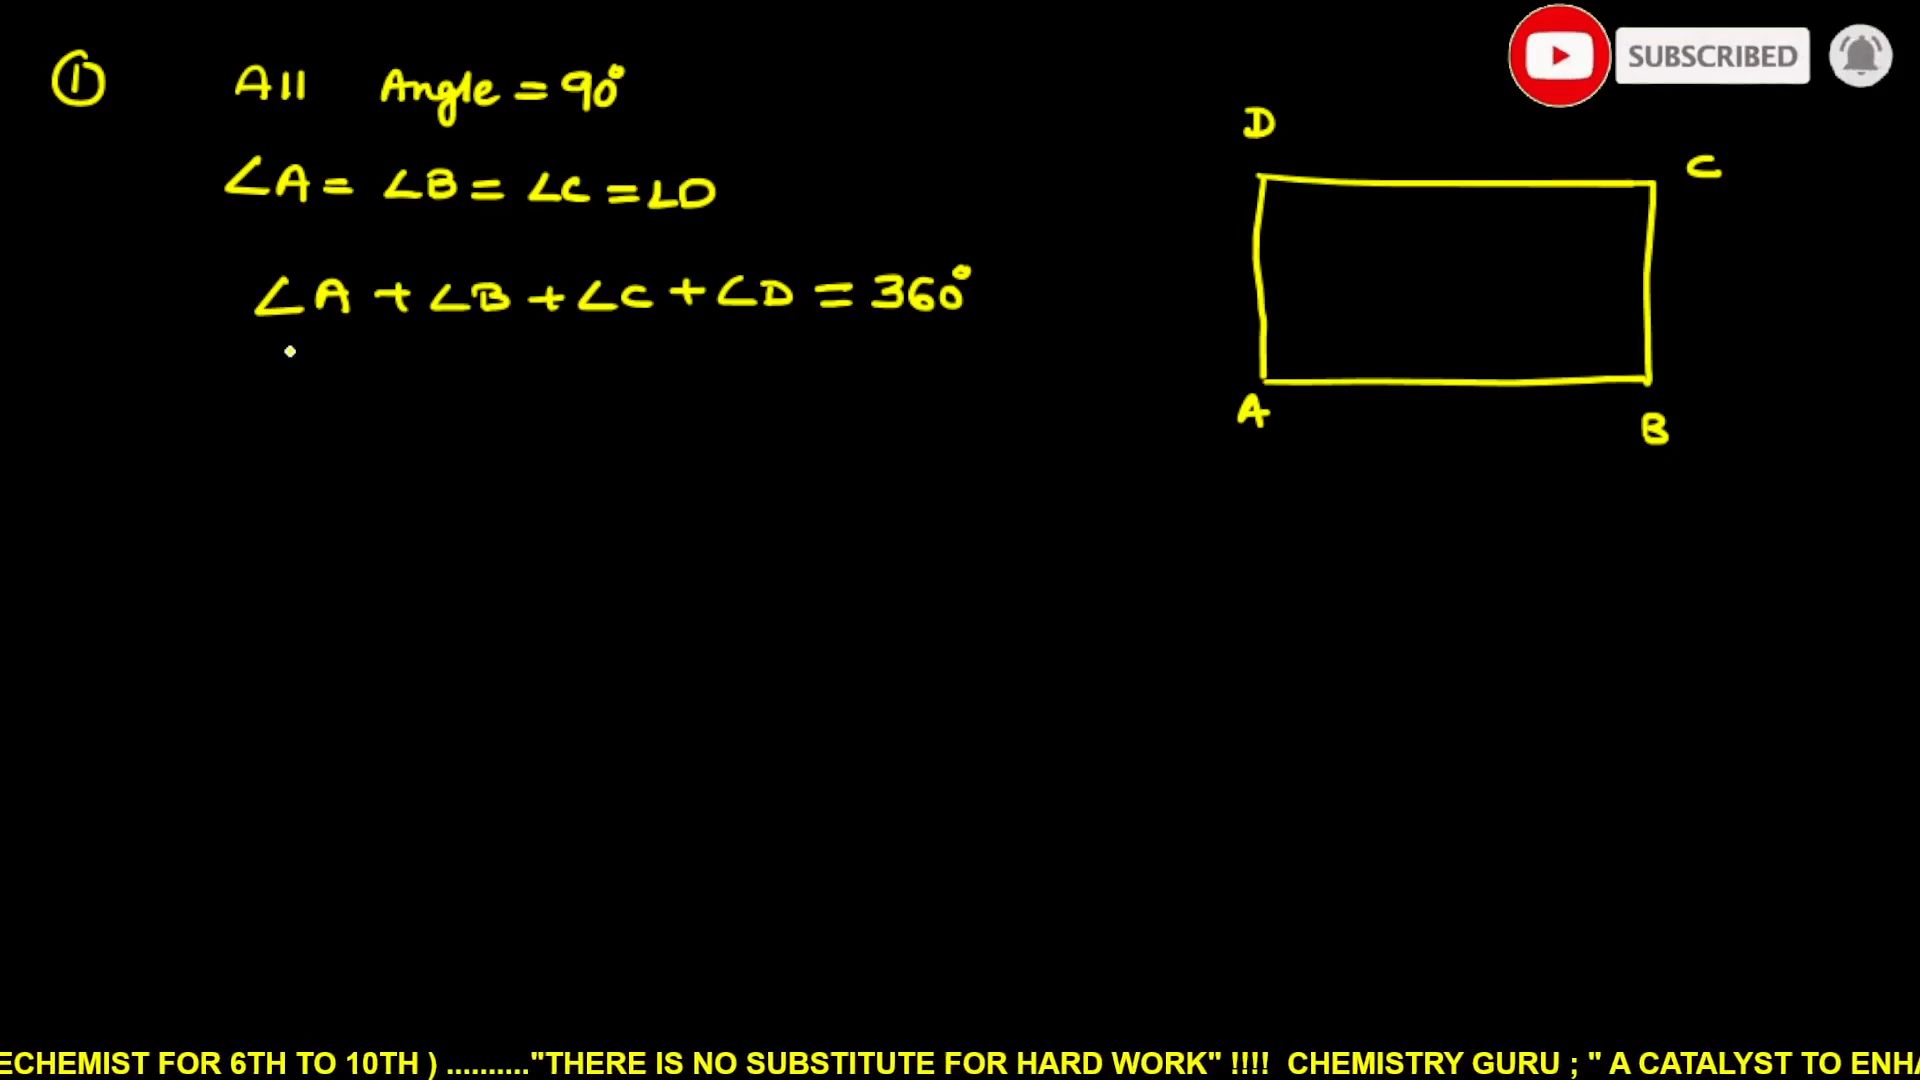 ① All Angle = 90°
∠A = ∠B = ∠C = ∠D
∠A + ∠B + ∠C + ∠D = 360°
SUBSCRIBED
D
C
A
B
ECHEMIST FOR 6TH TO 10TH ) .........."THERE IS NO SUBSTITUTE FOR HARD WORK" !!!! CHEMISTRY GURU ; " A CATALYST TO ENHA